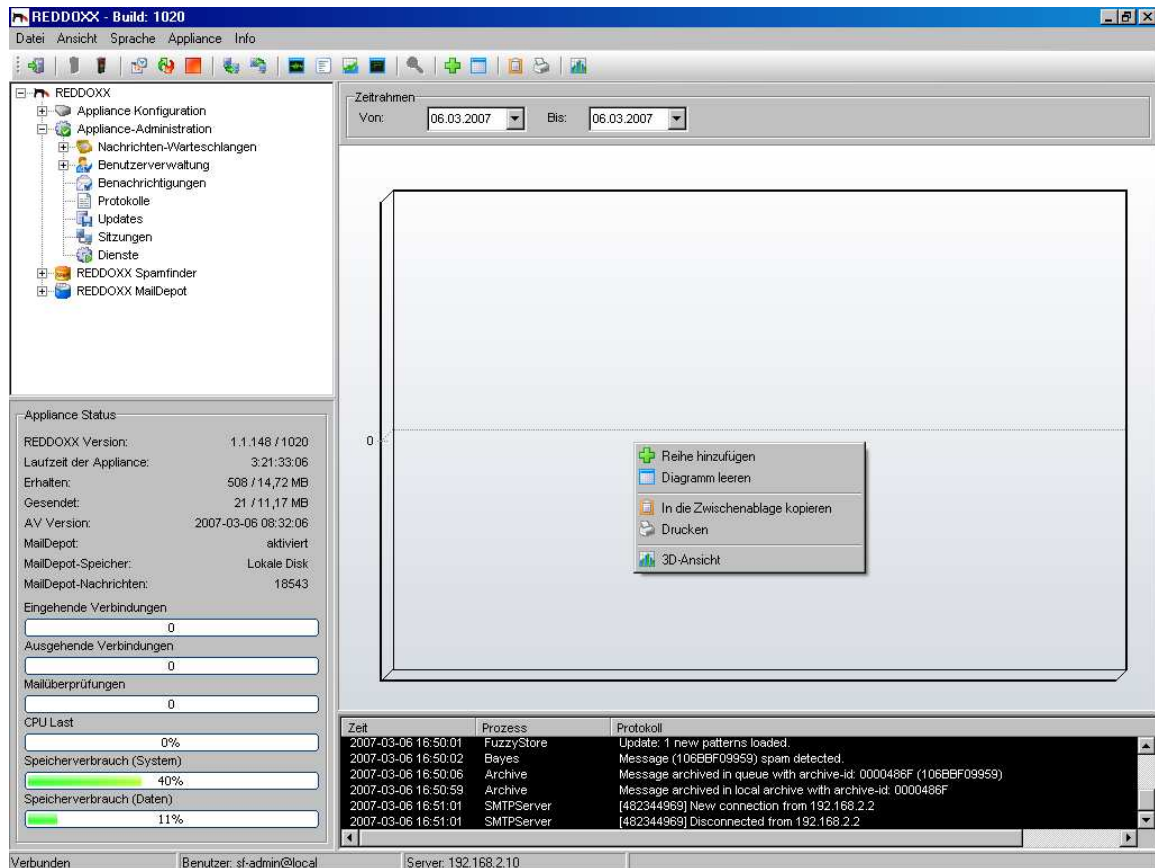 REDDOXX - Build: 1020
Datei Ansicht Sprache Appliance Info
REDDOXX
Appliance Konfiguration
Appliance-Administration
Nachrichten-Warteschlangen
Benutzerverwaltung
Benachrichtigungen
Protokolle
Updates
Sitzungen
Dienste
REDDOXX Spamfinder
REDDOXX MailDepot
Zeitrahmen
Von: 06.03.2007 Bis: 06.03.2007
0
Reihe hinzufügen
Diagramm leeren
In die Zwischenablage kopieren
Drucken
3D-Ansicht
Appliance Status
REDDOXX Version: 1.1.148 / 1020
Laufzeit der Appliance: 3:21:33:06
Erhalten: 508 / 14,72 MB
Gesendet: 21 / 11,17 MB
AV Version: 2007-03-06 08:32:06
MailDepot: aktiviert
MailDepot-Speicher: Lokale Disk
MailDepot-Nachrichten: 18543
Eingehende Verbindungen
0
Ausgehende Verbindungen
0
Mailüberprüfungen
0
CPU Last
0%
Speicherverbrauch (System)
40%
Speicherverbrauch (Daten)
11%
Zeit Prozess Protokoll
2007-03-06 16:50:01 FuzzyStore Update: 1 new patterns loaded.
2007-03-06 16:50:02 Bayes Message (106BBF09959) spam detected.
2007-03-06 16:50:06 Archive Message archived in queue with archive-id: 0000486F (106BBF09959)
2007-03-06 16:50:59 Archive Message archived in local archive with archive-id: 0000486F
2007-03-06 16:51:01 SMTPServer [482344969] New connection from 192.168.2.2
2007-03-06 16:51:01 SMTPServer [482344969] Disconnected from 192.168.2.2
Verbunden Benutzer: sf-admin@local Server: 192.168.2.10